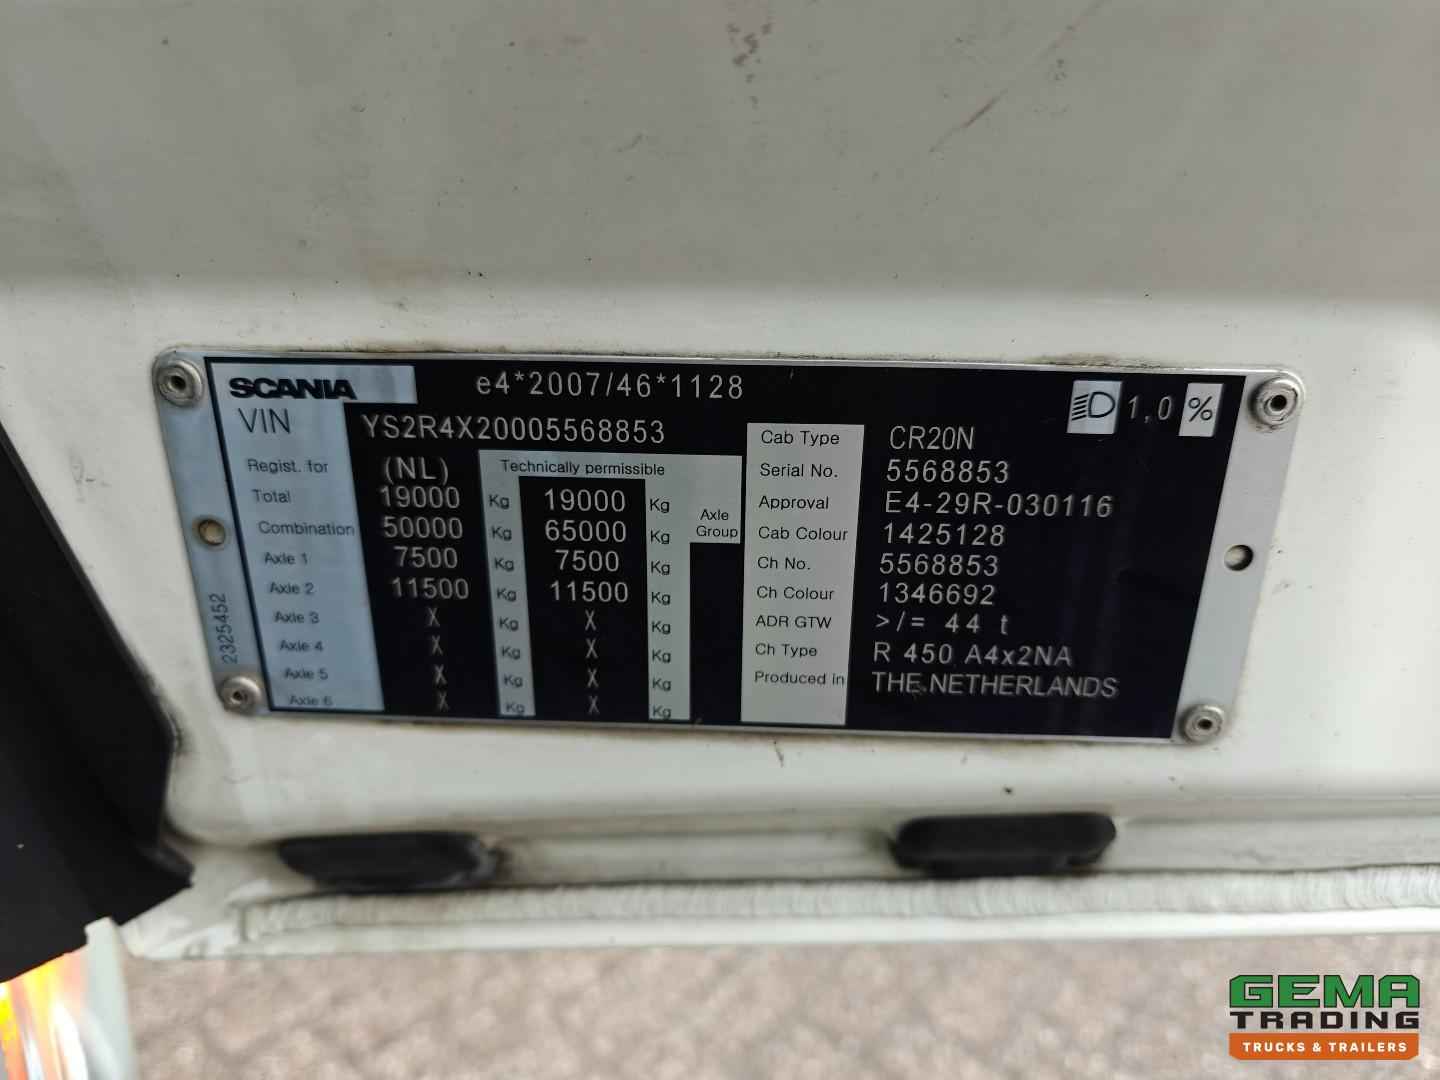 SCANIA e4*2007/46*1128 1,0 %
VIN YS2R4X20005568853
Regist. for (NL) Technically permissible
Total 19000 Kg 19000 Kg Axle Group
Combination 50000 Kg 65000 Kg
Axle 1 7500 Kg 7500 Kg
Axle 2 11500 Kg 11500 Kg
Axle 3 X Kg X Kg
Axle 4 X Kg X Kg
Axle 5 X Kg X Kg
Axle 6 X Kg X Kg
Cab Type CR20N
Serial No. 5568853
Approval E4-29R-030116
Cab Colour 1425128
Ch No. 5568853
Ch Colour 1346692
ADR GTW >/= 44 t
Ch Type R 450 A4x2NA
Produced in THE NETHERLANDS
2325452
GEMA
TRADING
TRUCKS & TRAILERS